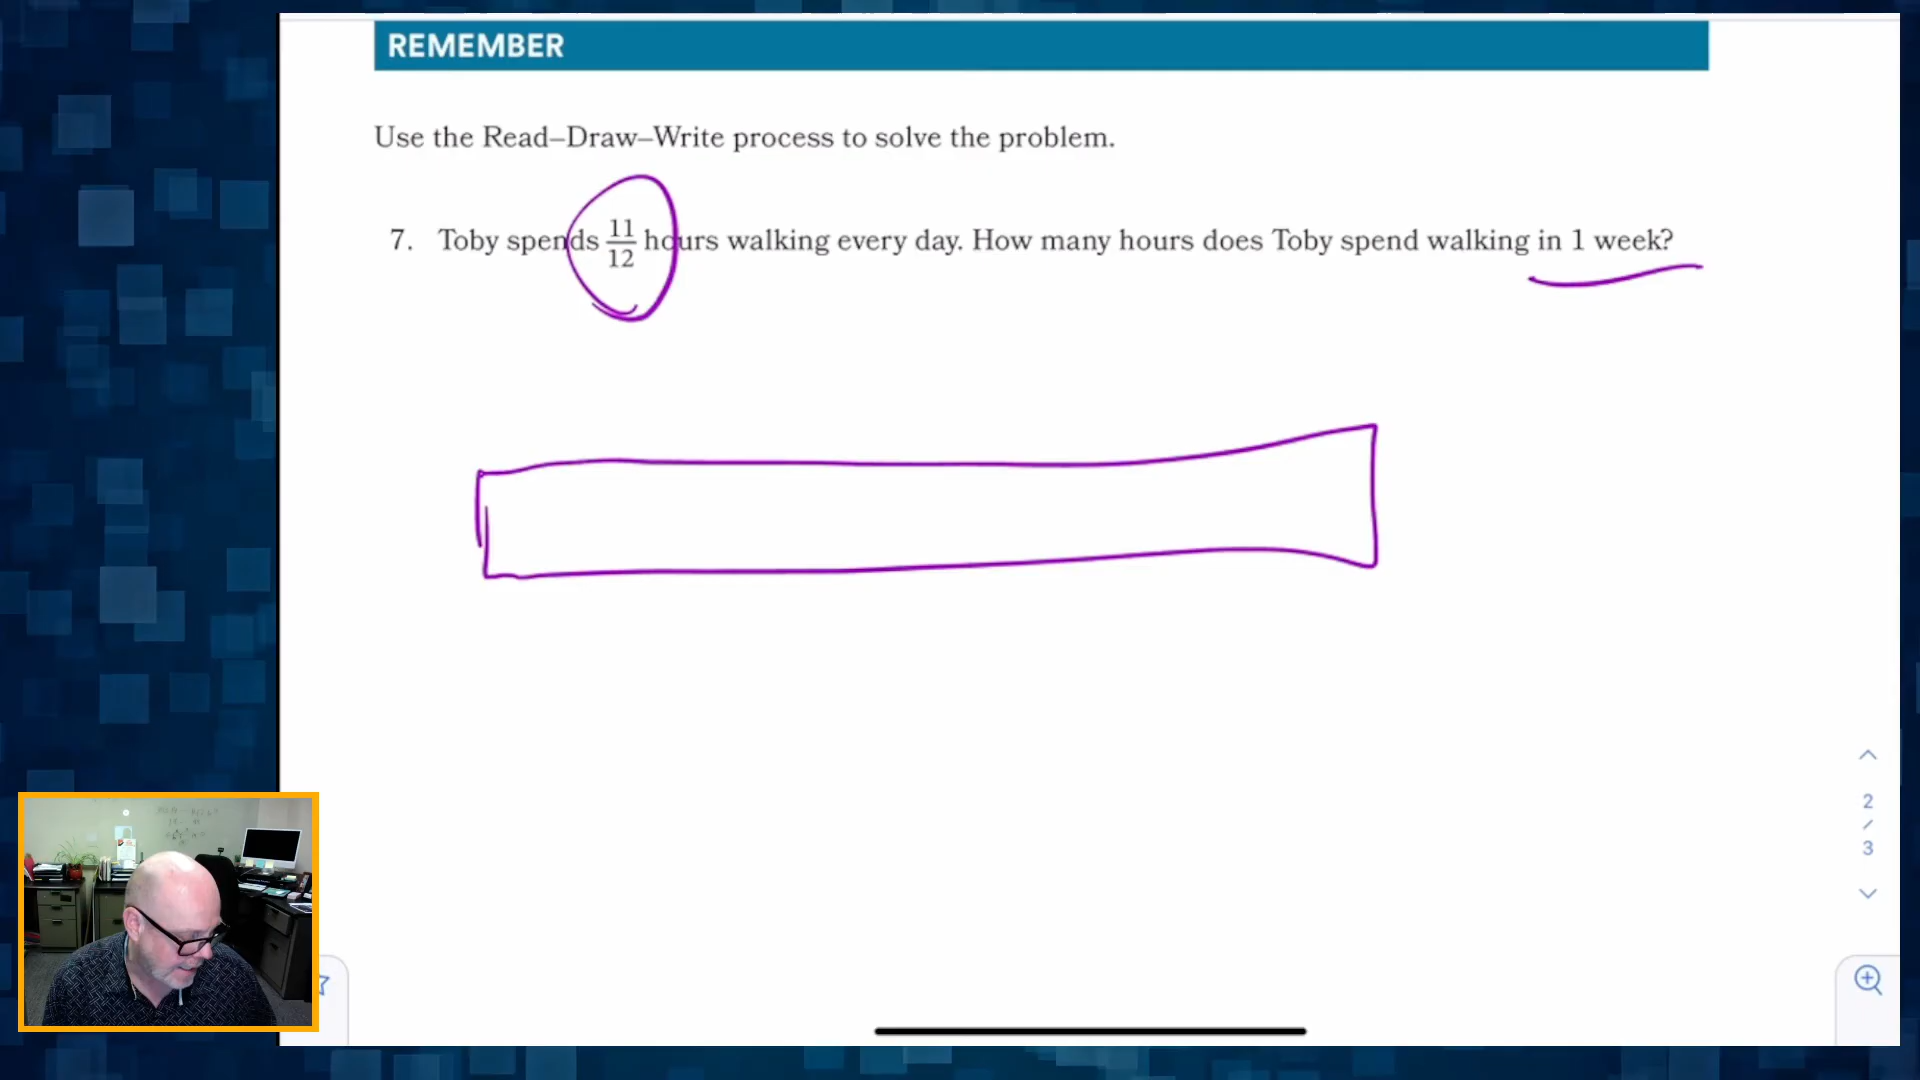 REMEMBER
Use the Read–Draw–Write process to solve the problem.
7. Toby spends 11/12 hours walking every day. How many hours does Toby spend walking in 1 week?
2
/
3